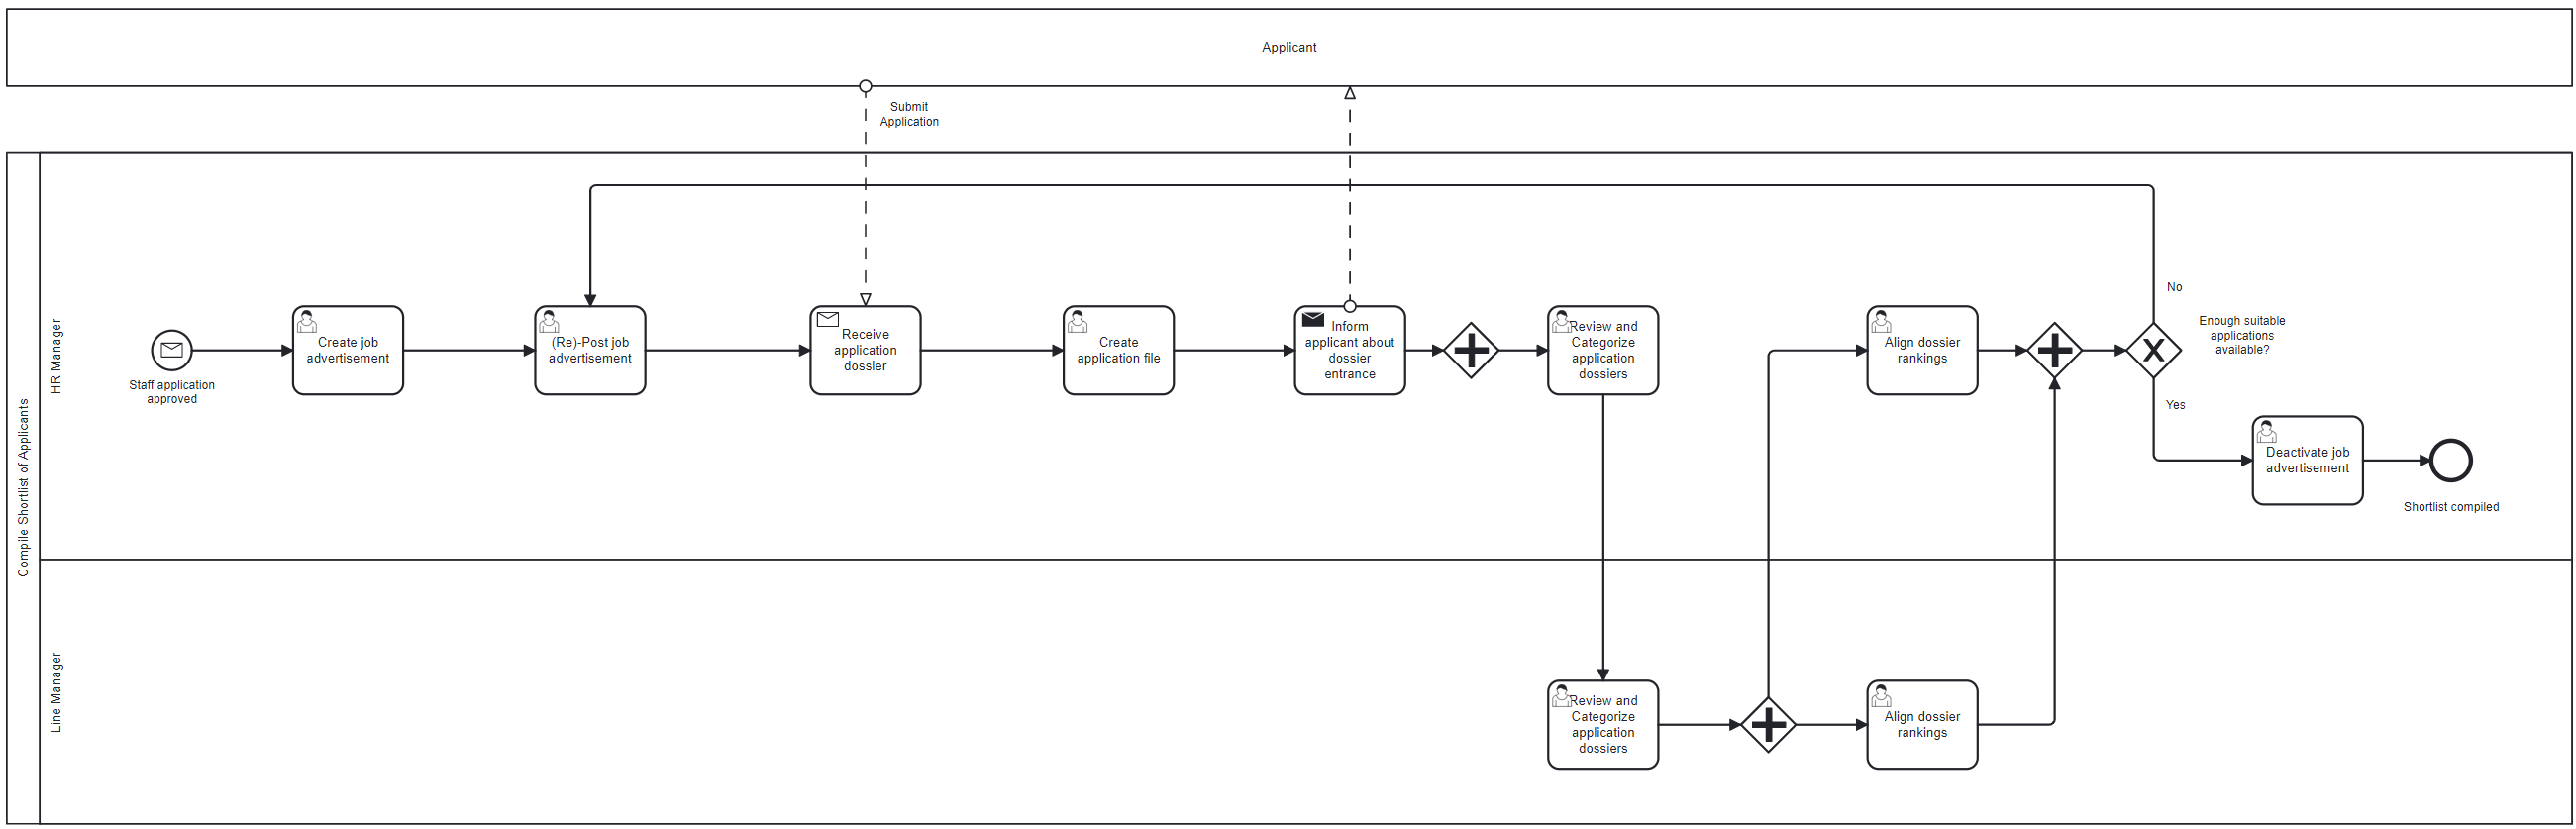 Applicant
Submit
Application
Compile Shortlist of Applicants
HR Manager
Staff application
approved
Create job
advertisement
(Re)-Post job
advertisement
Receive
application
dossier
Create
application file
Inform
applicant about
dossier
entrance
Review and
Categorize
application
dossiers
Align dossier
rankings
No
Enough suitable
applications
available?
Yes
Deactivate job
advertisement
Shortlist compiled
Line Manager
Review and
Categorize
application
dossiers
Align dossier
rankings